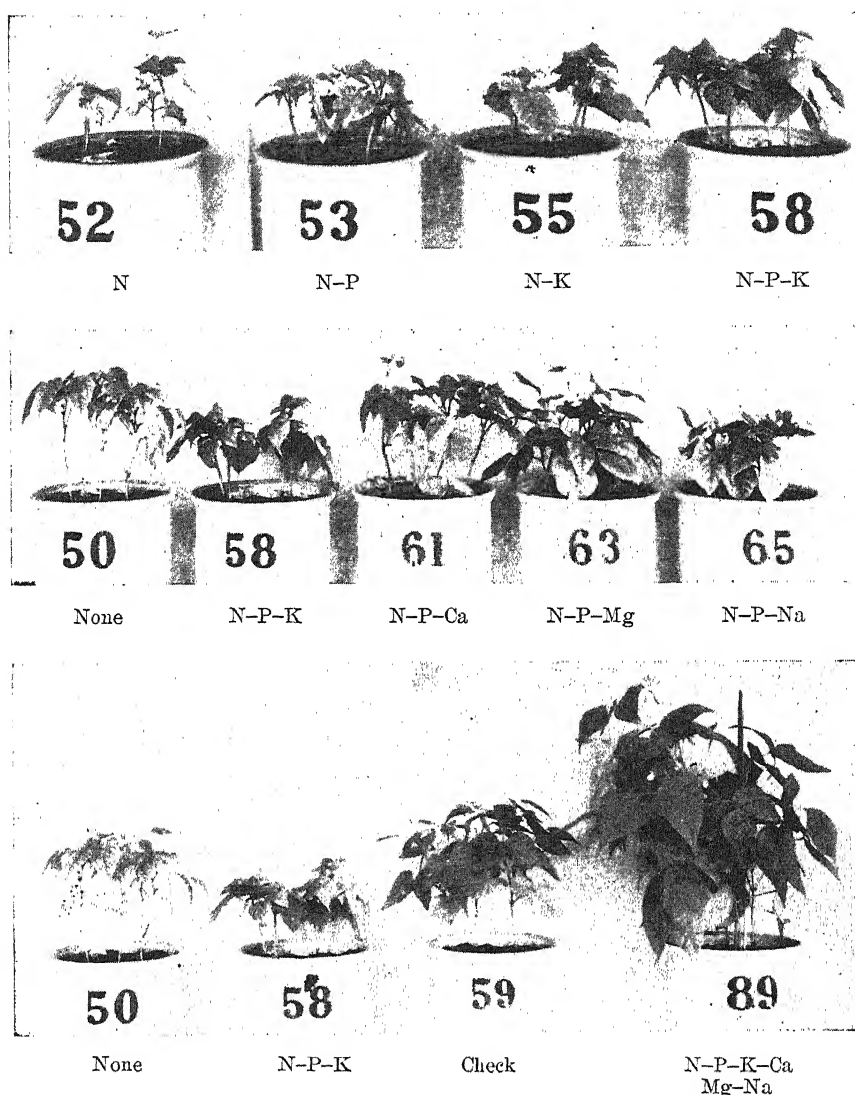 52 53 55 58
N N–P N–K N–P–K
50 58 61 63 65
None N–P–K N–P–Ca N–P–Mg N–P–Na
50 58 59 89
None N–P–K Check N–P–K–Ca
Mg–Na